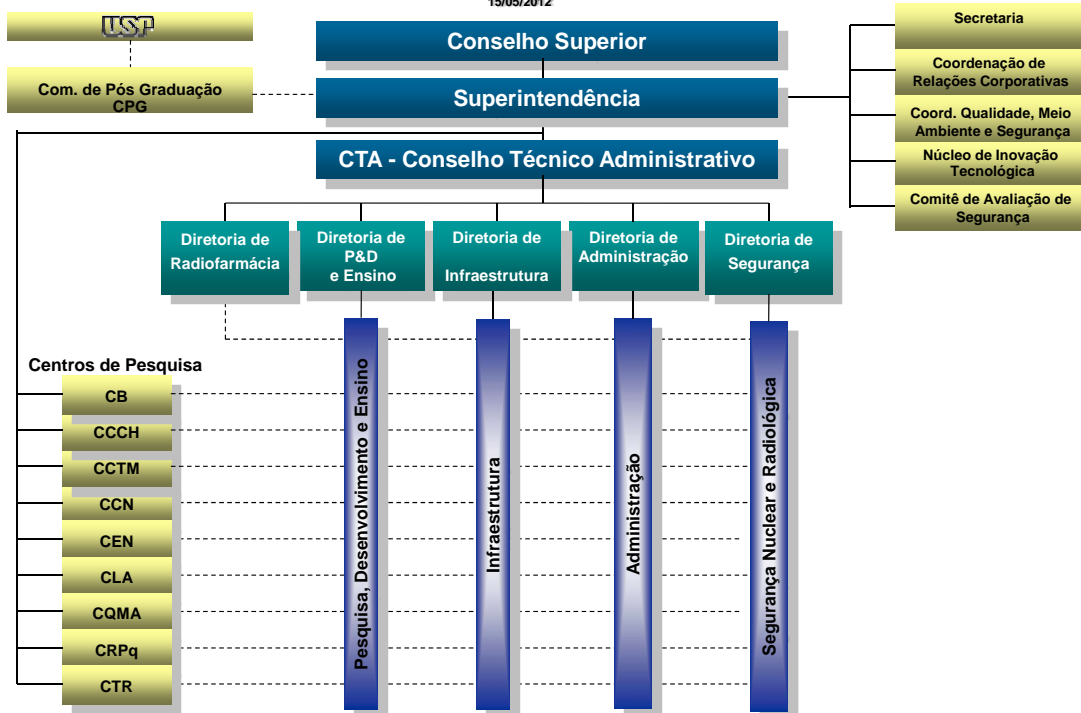 15/05/2012
USP
Com. de Pós Graduação
CPG
Conselho Superior
Superintendência
CTA - Conselho Técnico Administrativo
Secretaria
Coordenação de
Relações Corporativas
Coord. Qualidade, Meio
Ambiente e Segurança
Núcleo de Inovação
Tecnológica
Comitê de Avaliação de
Segurança
Diretoria de
Radiofarmácia
Diretoria de
P&D
e Ensino
Diretoria de
Infraestrutura
Diretoria de
Administração
Diretoria de
Segurança
Centros de Pesquisa
CB
CCCH
CCTM
CCN
CEN
CLA
CQMA
CRPq
CTR
Pesquisa, Desenvolvimento e Ensino
Infraestrutura
Administração
Segurança Nuclear e Radiológica